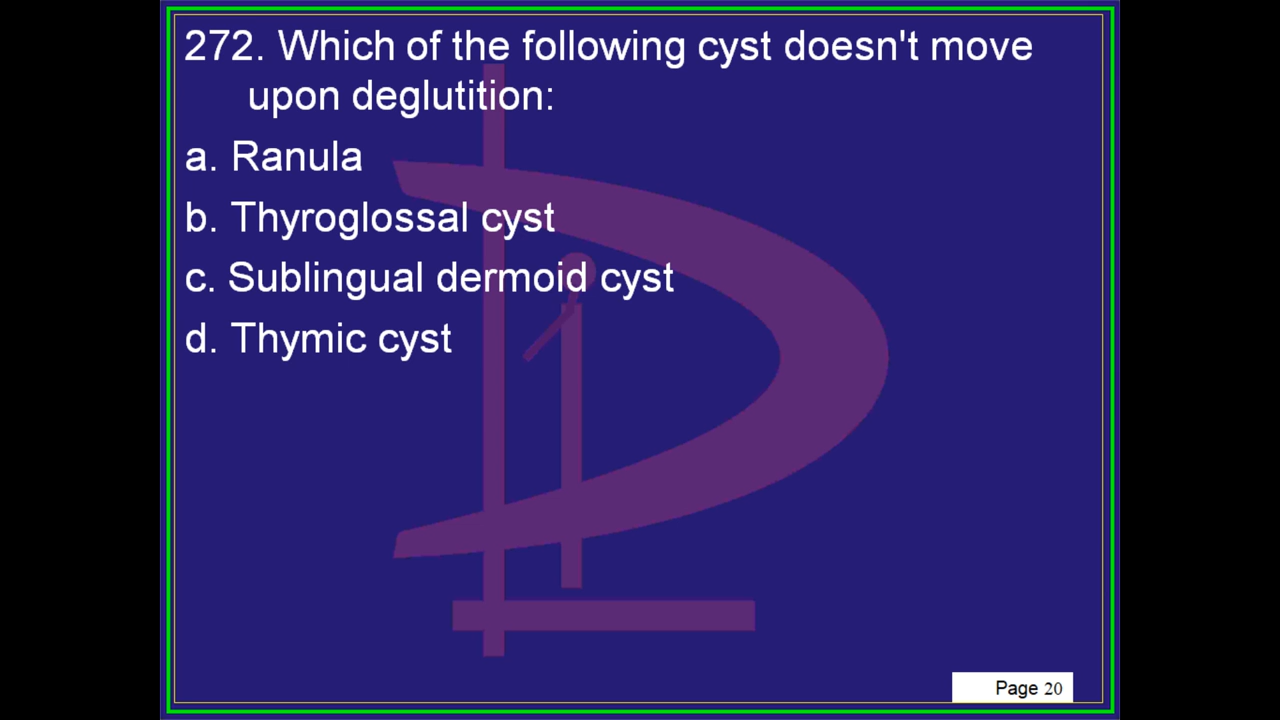 272. Which of the following cyst doesn't move
upon deglutition:
a. Ranula
b. Thyroglossal cyst
c. Sublingual dermoid cyst
d. Thymic cyst
Page 20